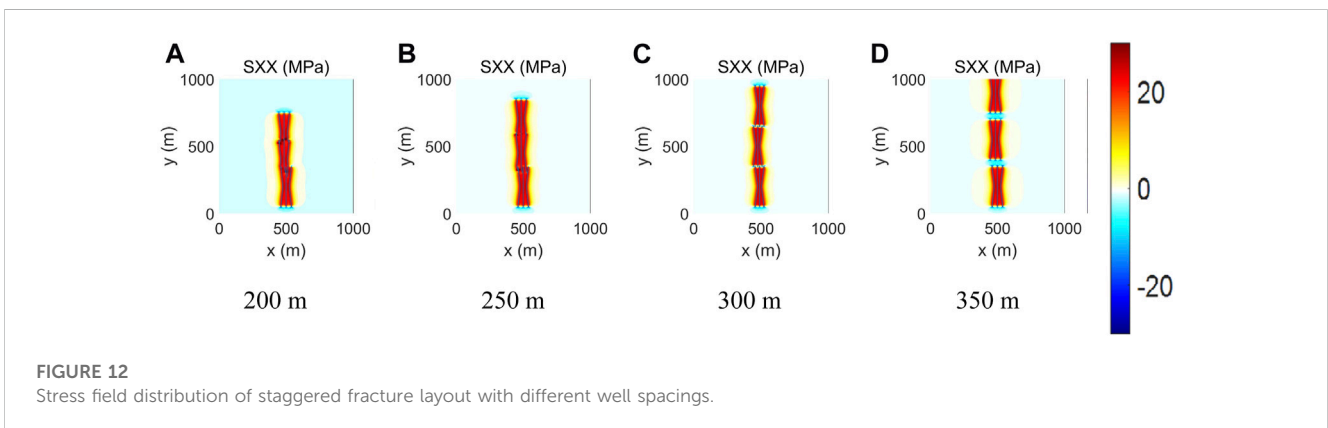 A B C D
SXX (MPa) SXX (MPa) SXX (MPa) SXX (MPa)
1000 1000 1000 1000
20
y (m) y (m) y (m) y (m)
500 500 500 500
0
0 0 0 0
0 500 1000 0 500 1000 0 500 1000 0 500 1000
x (m) x (m) x (m) x (m)
-20
200 m 250 m 300 m 350 m
FIGURE 12
Stress field distribution of staggered fracture layout with different well spacings.